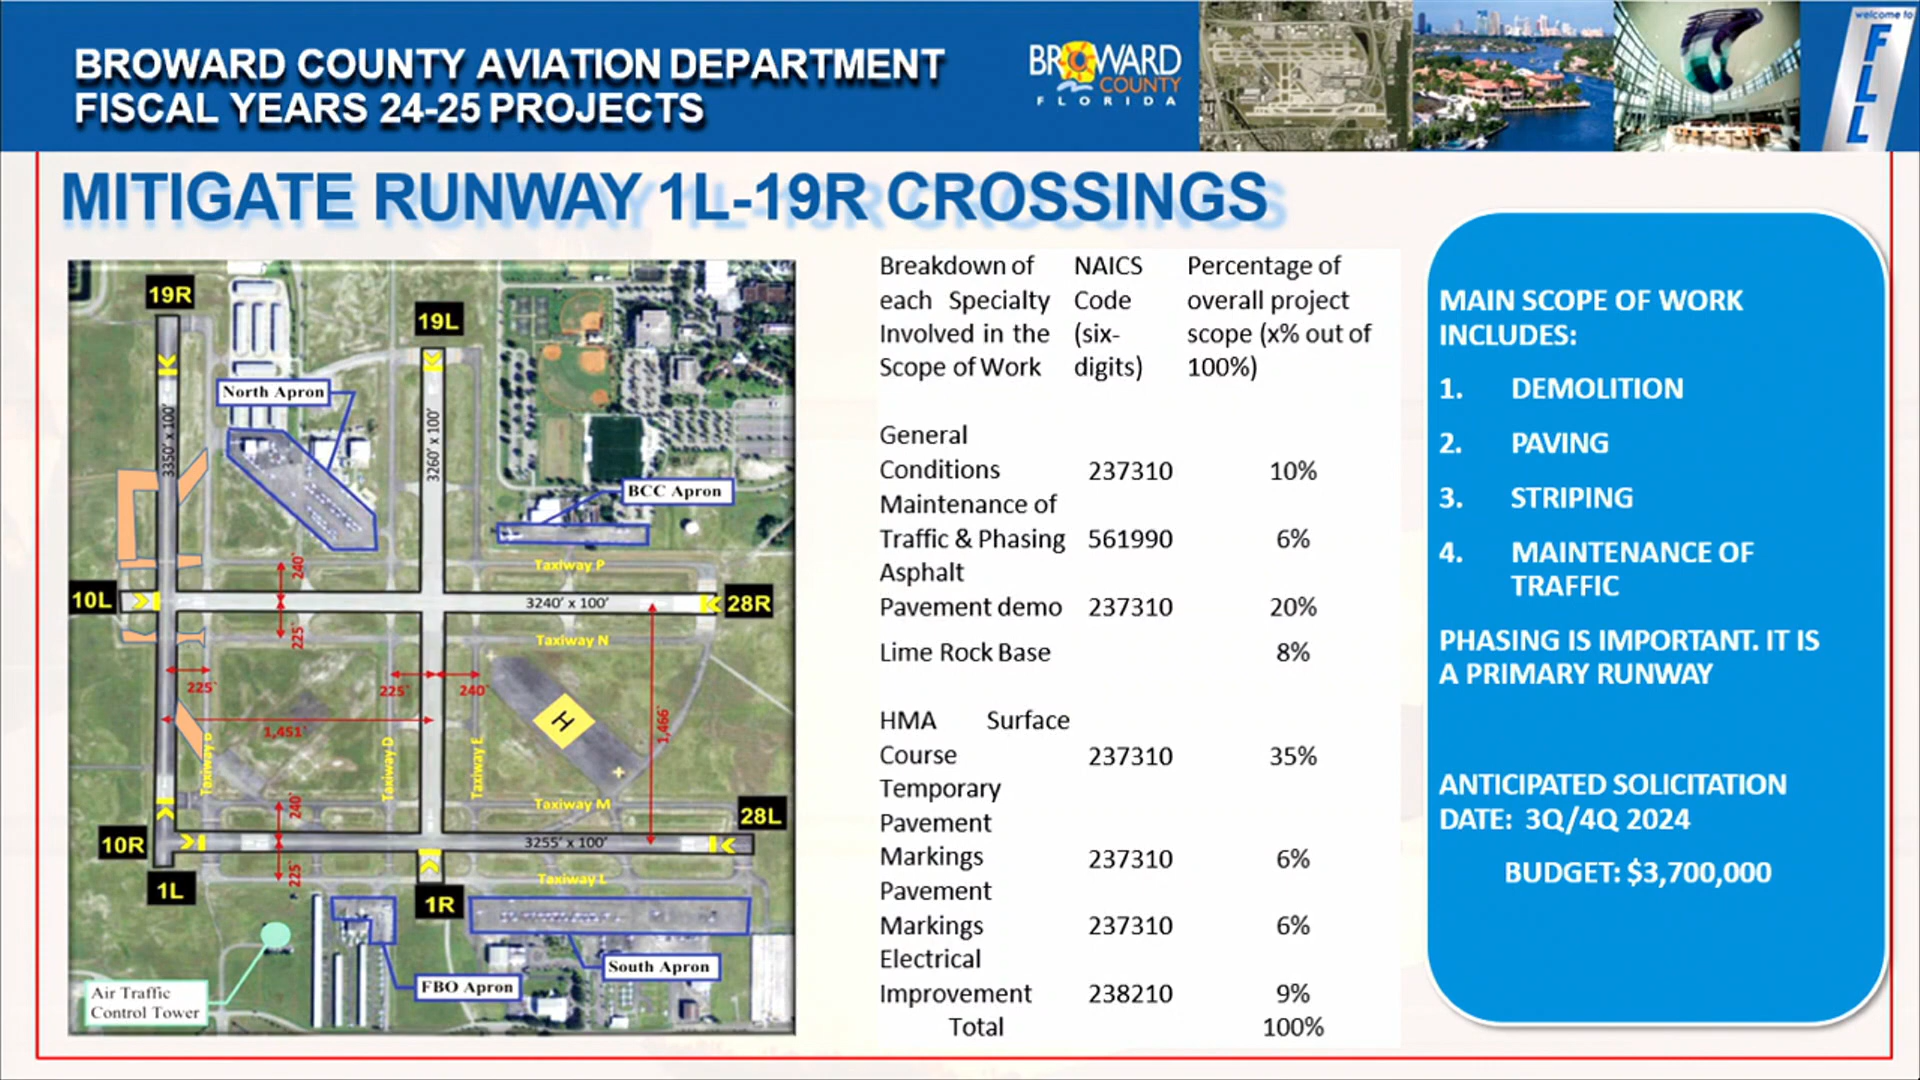 BROWARD COUNTY AVIATION DEPARTMENT
FISCAL YEARS 24-25 PROJECTS
BROWARD
COUNTY
FLORIDA
welcome to
FLL
MITIGATE RUNWAY 1L-19R CROSSINGS
19R
19L
North Apron
3350' x 100'
3260' x 100'
BCC Apron
240'
Taxiway P
10L
3240' x 100'
28R
225'
Taxiway N
225'
225'
240'
1,451'
1,466'
Taxiway D
Taxiway E
240'
Taxiway M
28L
10R
3255' x 100'
225'
Taxiway L
1L
1R
South Apron
FBO Apron
Air Traffic
Control Tower
H
Breakdown of NAICS Percentage of
each Specialty Code overall project
Involved in the (six- scope (x% out of
Scope of Work digits) 100%)
General
Conditions 237310 10%
Maintenance of
Traffic & Phasing 561990 6%
Asphalt
Pavement demo 237310 20%
Lime Rock Base 8%
HMA Surface
Course 237310 35%
Temporary
Pavement
Markings 237310 6%
Pavement
Markings 237310 6%
Electrical
Improvement 238210 9%
Total 100%
MAIN SCOPE OF WORK
INCLUDES:
1. DEMOLITION
2. PAVING
3. STRIPING
4. MAINTENANCE OF
TRAFFIC
PHASING IS IMPORTANT. IT IS
A PRIMARY RUNWAY
ANTICIPATED SOLICITATION
DATE: 3Q/4Q 2024
BUDGET: $3,700,000